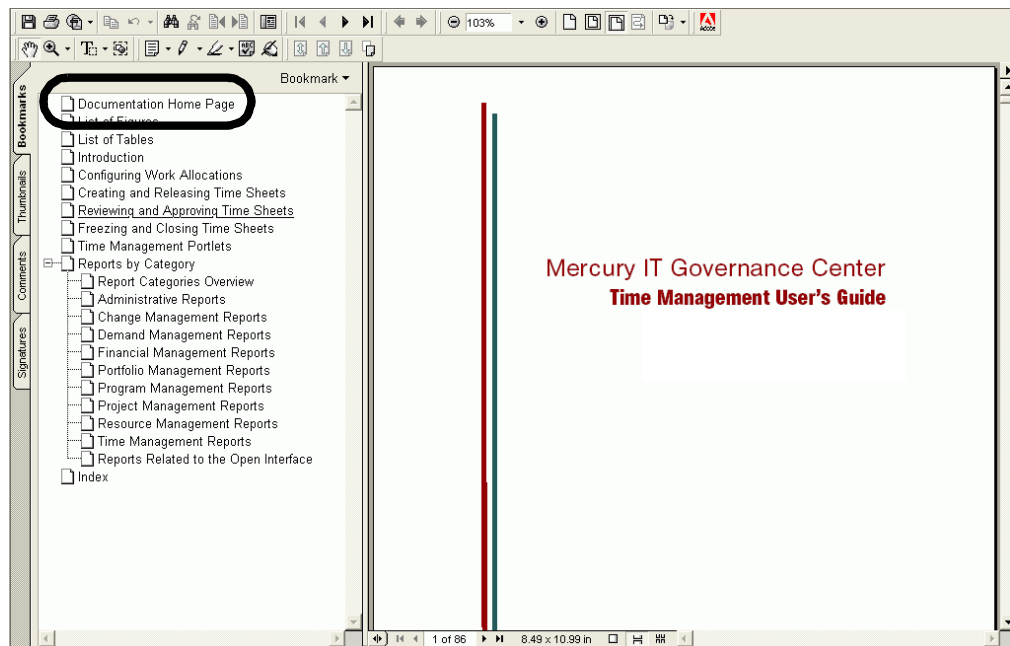 103%
Adobe
Bookmark
Bookmarks
Thumbnails
Comments
Signatures
Documentation Home Page
List of Figures
List of Tables
Introduction
Configuring Work Allocations
Creating and Releasing Time Sheets
Reviewing and Approving Time Sheets
Freezing and Closing Time Sheets
Time Management Portlets
Reports by Category
Report Categories Overview
Administrative Reports
Change Management Reports
Demand Management Reports
Financial Management Reports
Portfolio Management Reports
Program Management Reports
Project Management Reports
Resource Management Reports
Time Management Reports
Reports Related to the Open Interface
Index
Mercury IT Governance Center
Time Management User's Guide
1 of 86
8.49 x 10.99 in